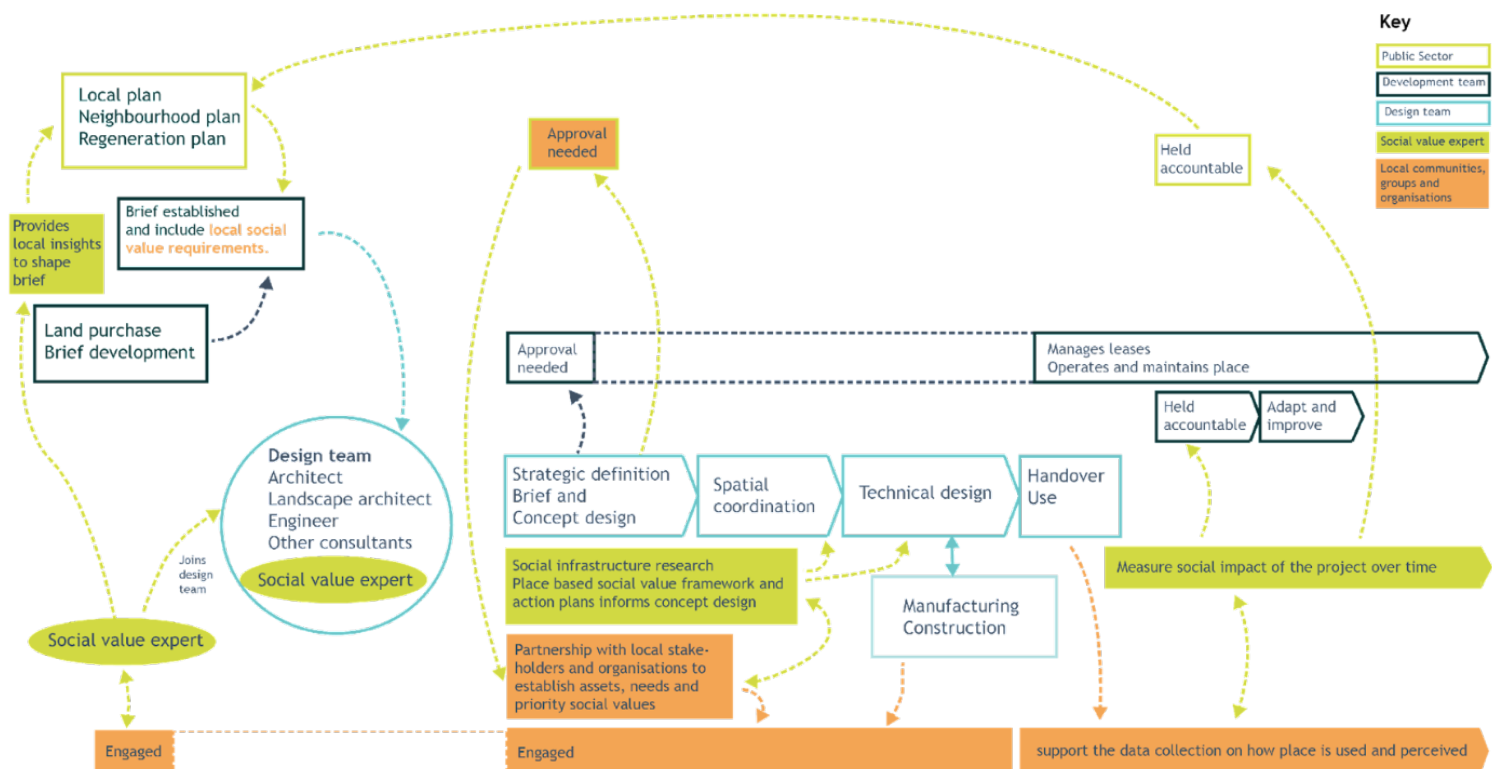 Key
Public Sector
Development team
Design team
Social value expert
Local communities,
groups and
organisations
Local plan
Neighbourhood plan
Regeneration plan
Approval
needed
Held
accountable
Provides
local insights
to shape
brief
Brief established
and include local social
value requirements.
Land purchase
Brief development
Approval
needed
Manages leases
Operates and maintains place
Held
accountable
Adapt and
improve
Design team
Architect
Landscape architect
Engineer
Other consultants
Social value expert
Joins
design
team
Social value expert
Strategic definition
Brief and
Concept design
Spatial
coordination
Technical design
Handover
Use
Social infrastructure research
Place based social value framework and
action plans informs concept design
Measure social impact of the project over time
Manufacturing
Construction
Partnership with local stake-
holders and organisations to
establish assets, needs and
priority social values
Engaged
Engaged
support the data collection on how place is used and perceived